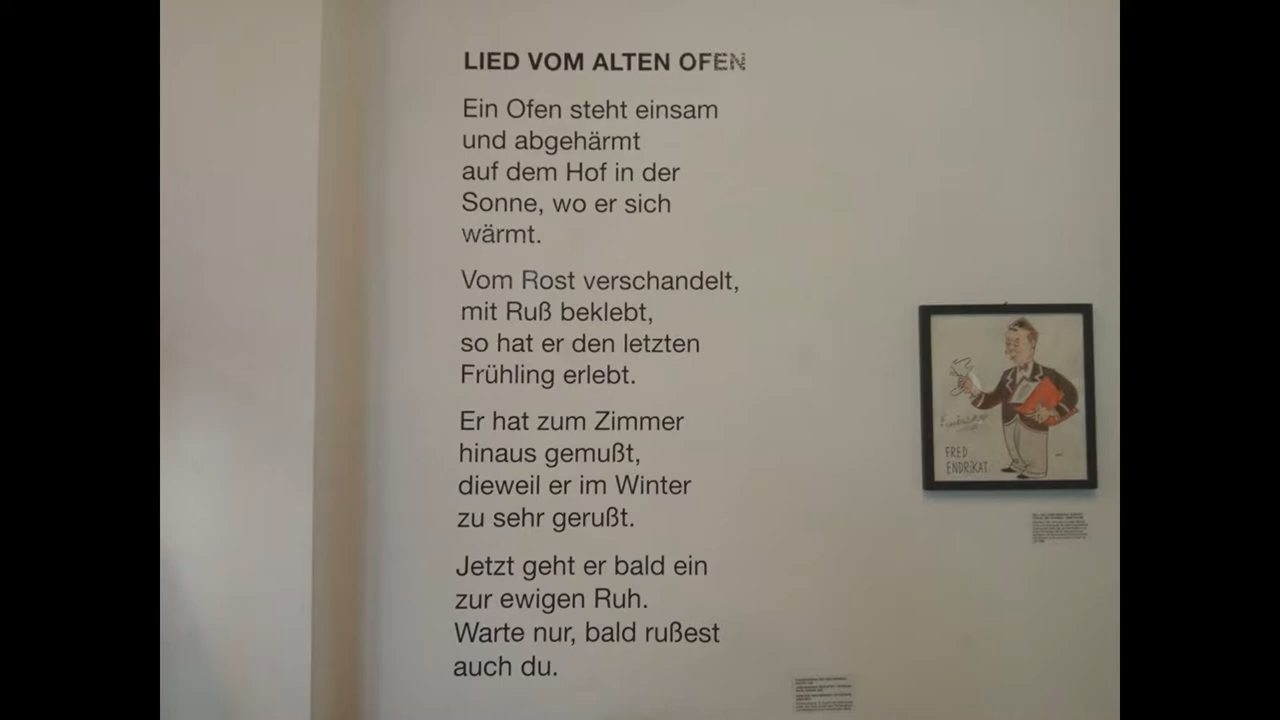 LIED VOM ALTEN OFEN
Ein Ofen steht einsam
und abgehärmt
auf dem Hof in der
Sonne, wo er sich
wärmt.
Vom Rost verschandelt,
mit Ruß beklebt,
so hat er den letzten
Frühling erlebt.
Er hat zum Zimmer
hinaus gemußt,
dieweil er im Winter
zu sehr gerußt.
Jetzt geht er bald ein
zur ewigen Ruh.
Warte nur, bald rußest
auch du.
FRED
ENDRIKAT